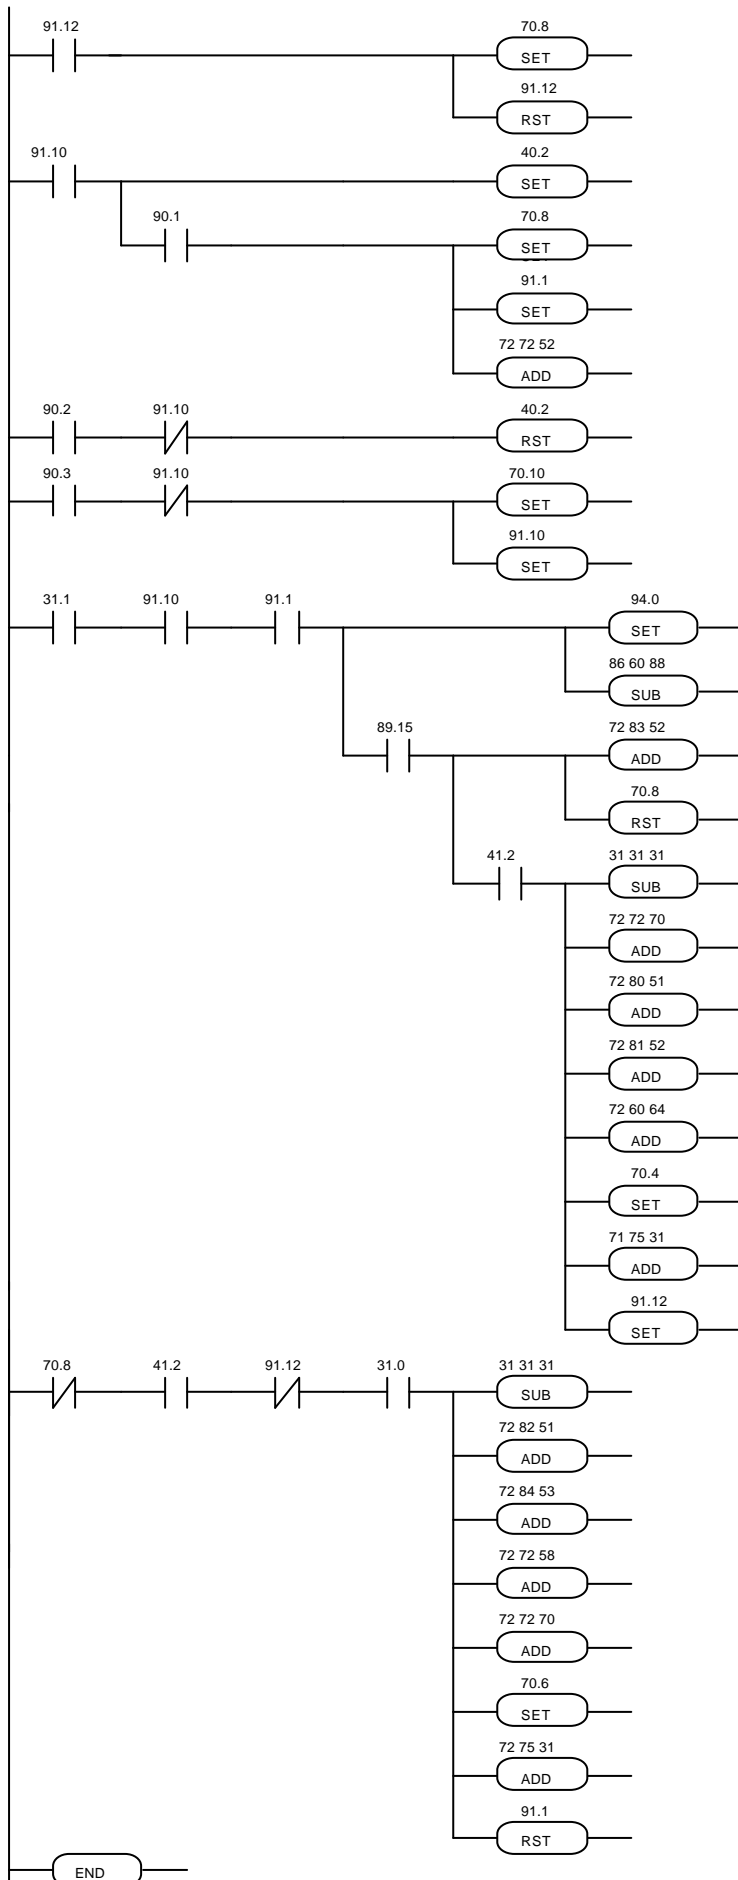 91.12 70.8
SET
91.12
RST
91.10 40.2
SET
90.1 70.8
SET
91.1
SET
72 72 52
ADD
90.2 91.10 40.2
RST
90.3 91.10 70.10
SET
91.10
SET
31.1 91.10 91.1 94.0
SET
86 60 88
SUB
89.15 72 83 52
ADD
70.8
RST
41.2 31 31 31
SUB
72 72 70
ADD
72 80 51
ADD
72 81 52
ADD
72 60 64
ADD
70.4
SET
71 75 31
ADD
91.12
SET
70.8 41.2 91.12 31.0 31 31 31
SUB
72 82 51
ADD
72 84 53
ADD
72 72 58
ADD
72 72 70
ADD
70.6
SET
72 75 31
ADD
91.1
RST
END